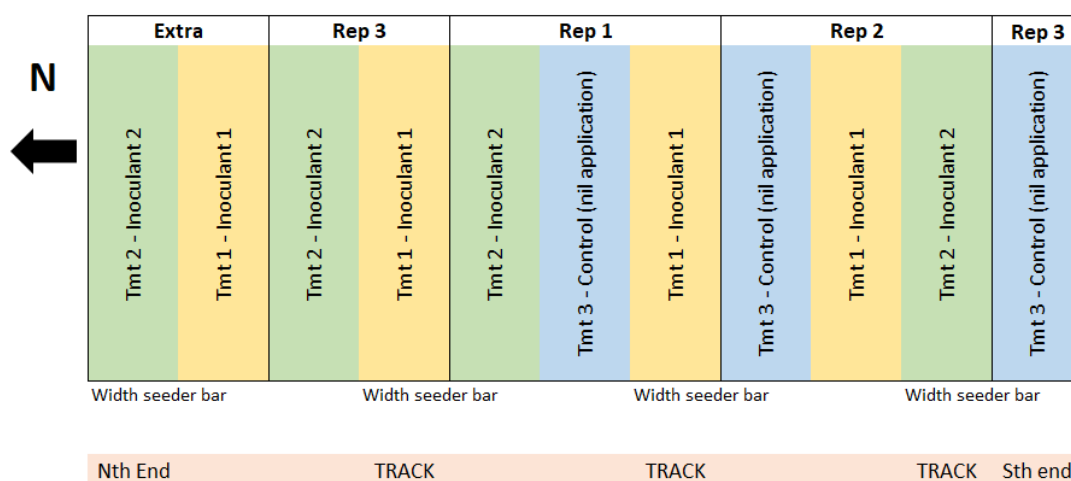 Extra Rep 3 Rep 1 Rep 2 Rep 3
N
Tmt 2 - Inoculant 2
Tmt 1 - Inoculant 1
Tmt 2 - Inoculant 2
Tmt 1 - Inoculant 1
Tmt 2 - Inoculant 2
Tmt 3 - Control (nil application)
Tmt 1 - Inoculant 1
Tmt 3 - Control (nil application)
Tmt 1 - Inoculant 1
Tmt 2 - Inoculant 2
Tmt 3 - Control (nil application)
Width seeder bar Width seeder bar Width seeder bar Width seeder bar
Nth End TRACK TRACK TRACK Sth end